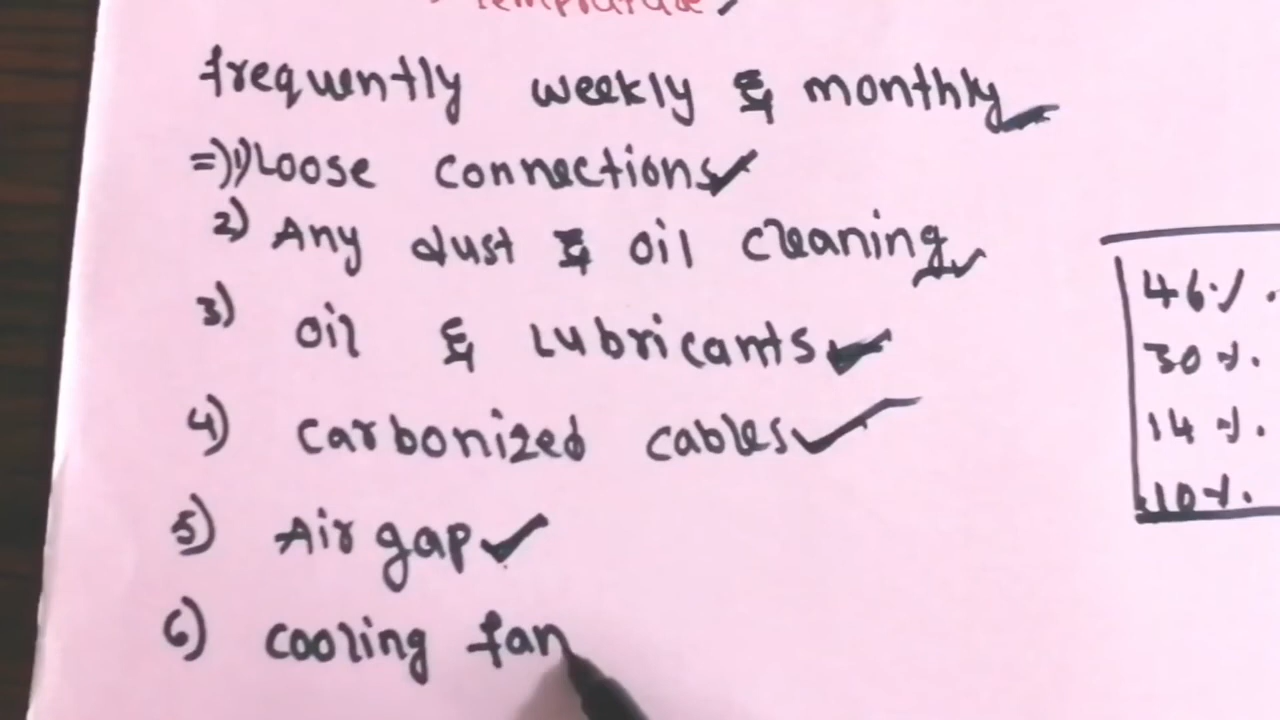 temprature
frequently weekly & monthly
=) 1) Loose connections ✓
2) Any dust & oil cleaning ✓
3) oil & Lubricants ✓
4) carbonized cables ✓
5) Air gap ✓
6) cooling fan
46%.
30%.
14%.
10%.